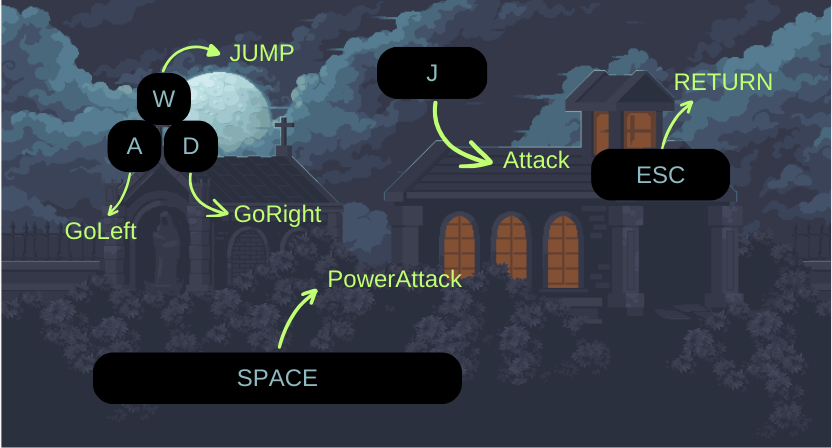 JUMP
W
A
D
GoLeft
GoRight
J
Attack
RETURN
ESC
PowerAttack
SPACE